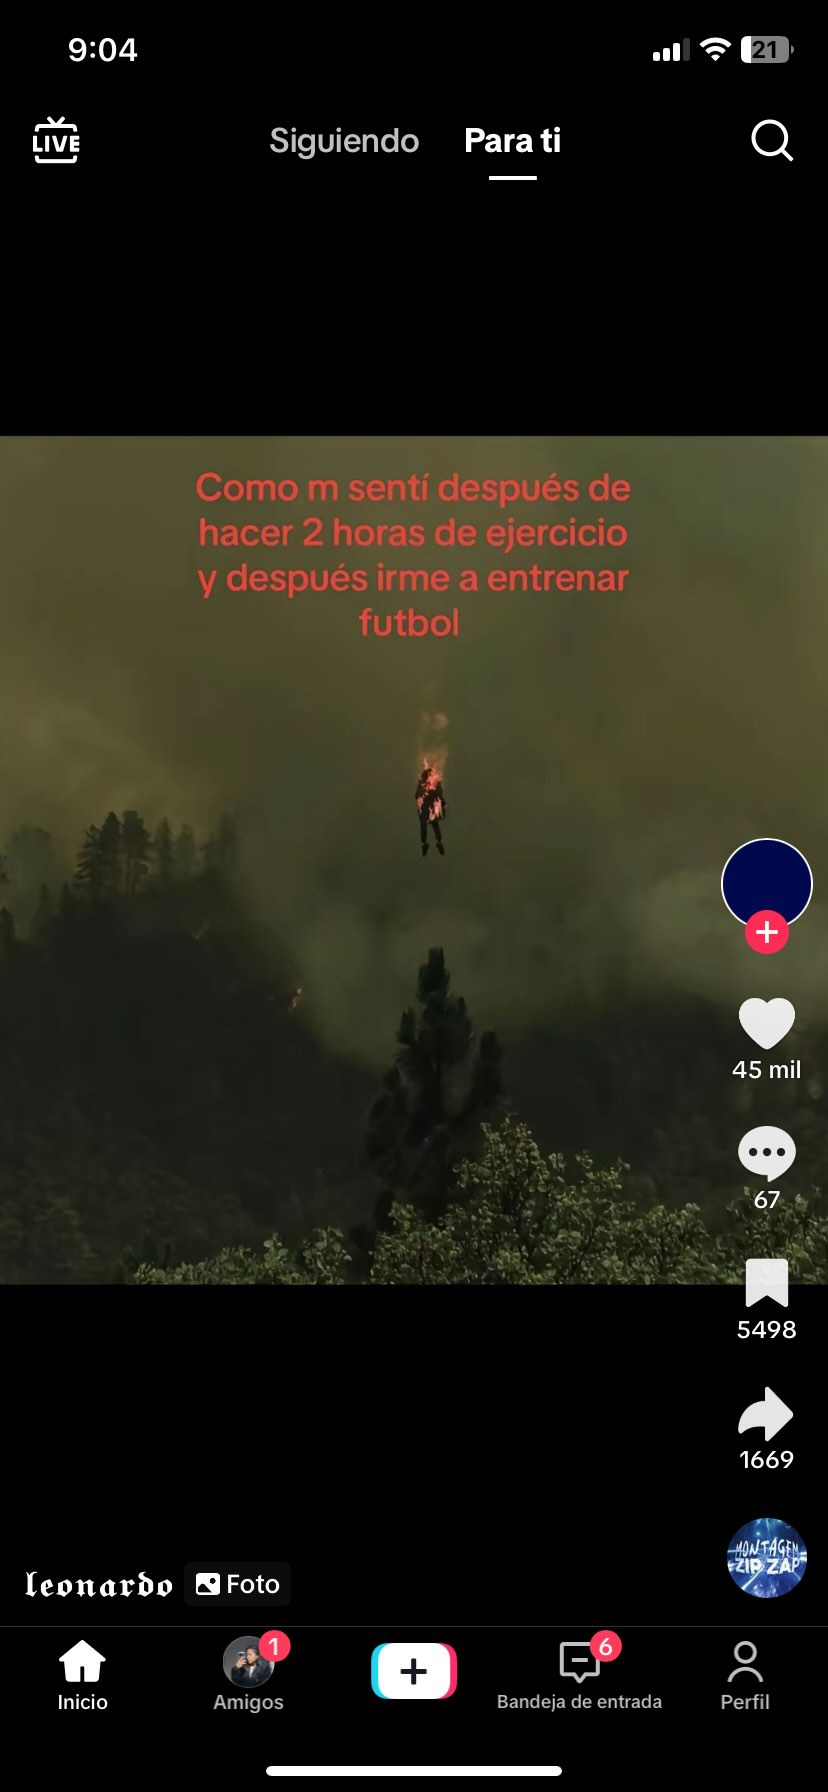 9:04
21
LIVE
Siguiendo
Para ti
Como m sentí después de
hacer 2 horas de ejercicio
y después irme a entrenar
futbol
45 mil
67
5498
1669
MONTAGEM
ZIP ZAP
𝖑𝖊𝖔𝖓𝖆𝖗𝖉𝖔
Foto
1
6
Inicio
Amigos
Bandeja de entrada
Perfil